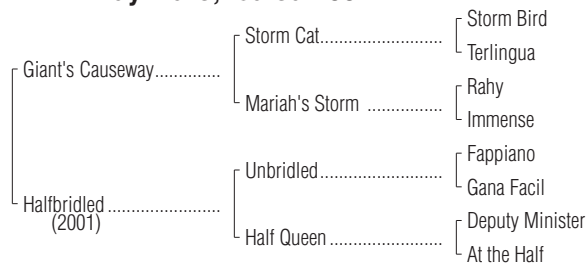 Storm Bird
Storm Cat....................
Terlingua
Giant's Causeway..............
Rahy
Mariah's Storm ................
Immense
Fappiano
Unbridled......................
Gana Facil
Halfbridled........................
(2001)
Deputy Minister
Half Queen.....................
At the Half